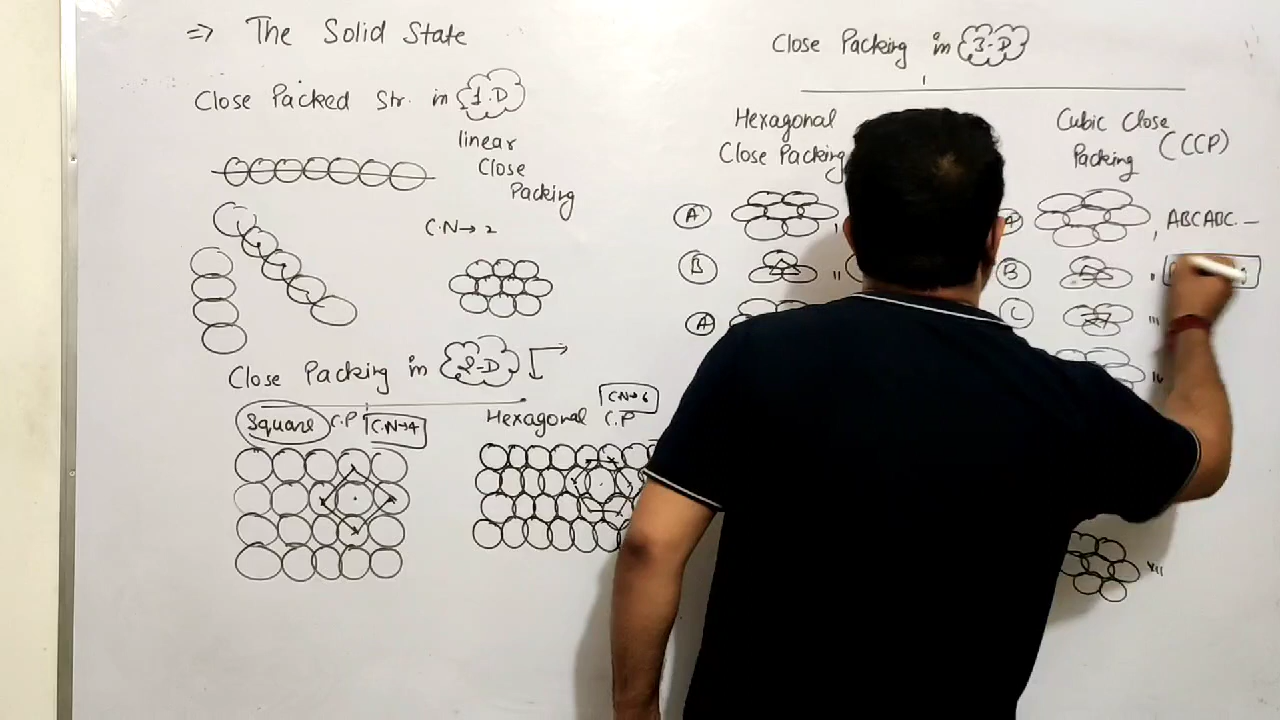 ⇒ The Solid State
Close Packed Str. in 1.D
linear
Close
Packing
C.N→ 2
Close Packing in 2-D
Square C.P C.N→4
Hexagonal C.P
C.N→6
Close Packing in 3-D
Hexagonal
Close Packing
A
B
A
Cubic Close
Packing (CCP)
A , ABCABC. —
B "
C "'